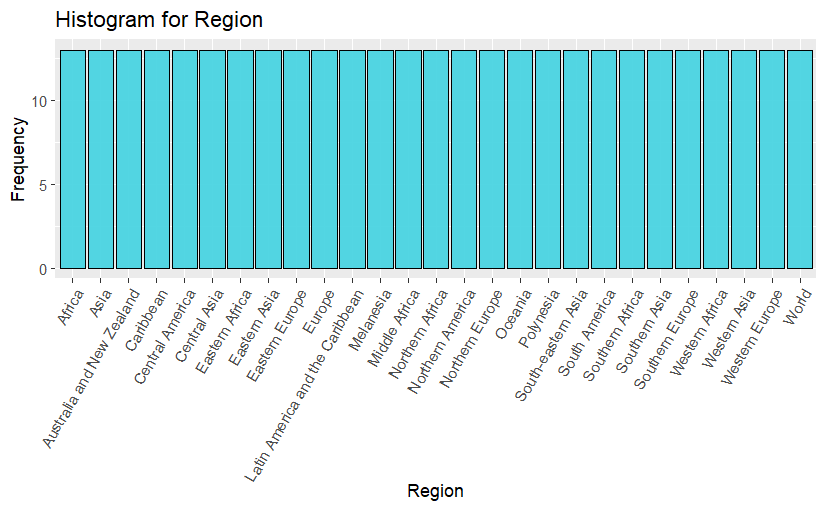 Histogram for Region
Frequency
10
5
0
Africa
Asia
Australia and New Zealand
Caribbean
Central America
Central Asia
Eastern Africa
Eastern Asia
Eastern Europe
Europe
Latin America and the Caribbean
Melanesia
Middle Africa
Northern Africa
Northern America
Northern Europe
Oceania
Polynesia
South-eastern Asia
South America
Southern Africa
Southern Asia
Southern Europe
Western Africa
Western Asia
Western Europe
World
Region